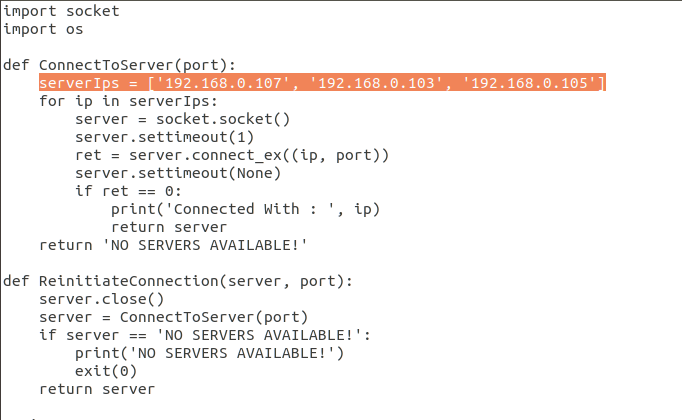 import socket
import os
def ConnectToServer(port):
    serverIps = ['192.168.0.107', '192.168.0.103', '192.168.0.105']
    for ip in serverIps:
        server = socket.socket()
        server.settimeout(1)
        ret = server.connect_ex((ip, port))
        server.settimeout(None)
        if ret == 0:
            print('Connected With : ', ip)
            return server
    return 'NO SERVERS AVAILABLE!'
def ReinitiateConnection(server, port):
    server.close()
    server = ConnectToServer(port)
    if server == 'NO SERVERS AVAILABLE!':
        print('NO SERVERS AVAILABLE!')
        exit(0)
    return server